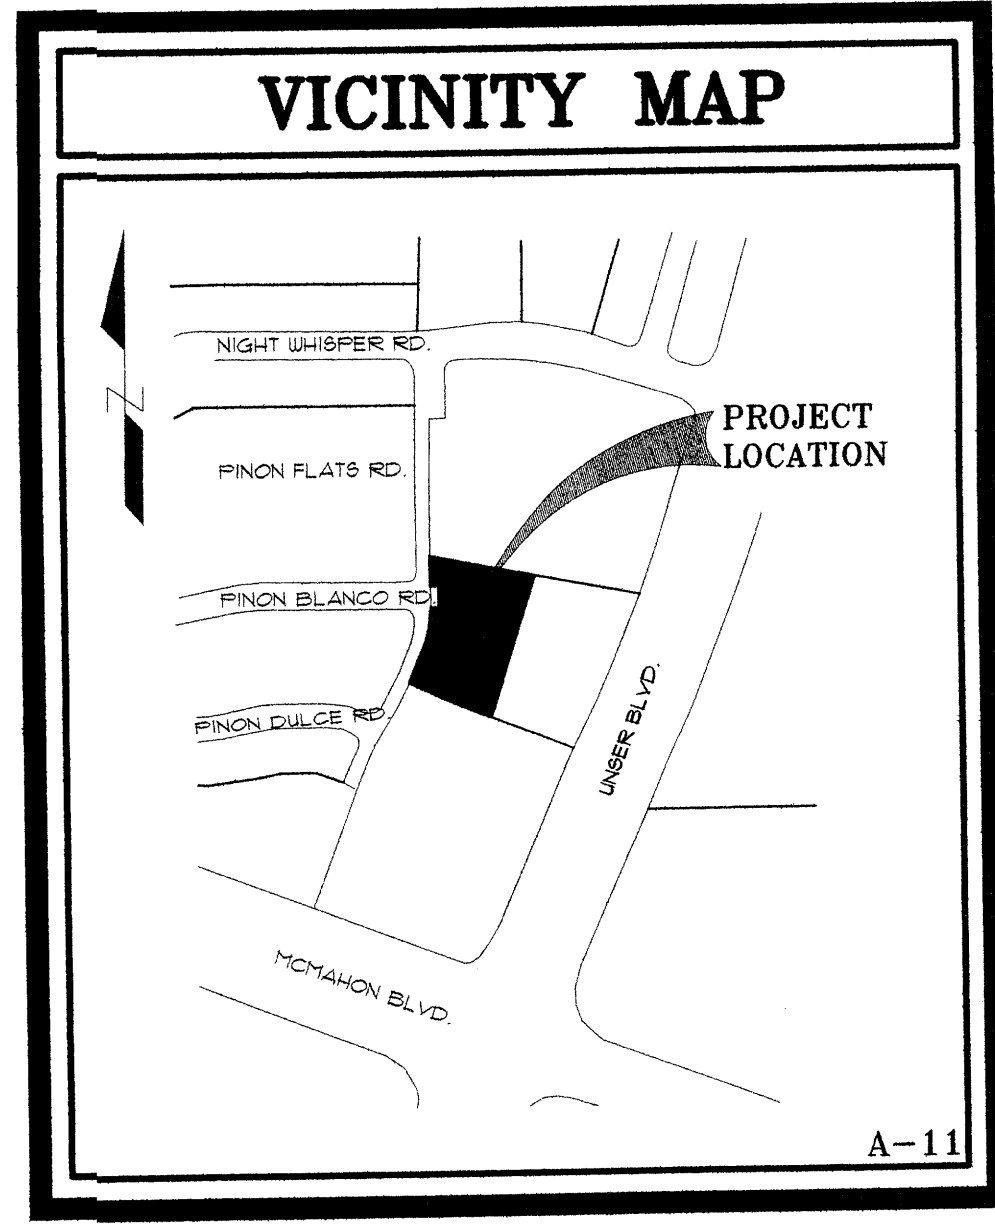 VICINITY MAP
NIGHT WHISPER RD.
PROJECT
LOCATION
N
PINON FLATS RD.
PINON BLANCO RD.
UNSER BLVD.
PINON DULCE RD.
MCMAHON BLVD.
A-11